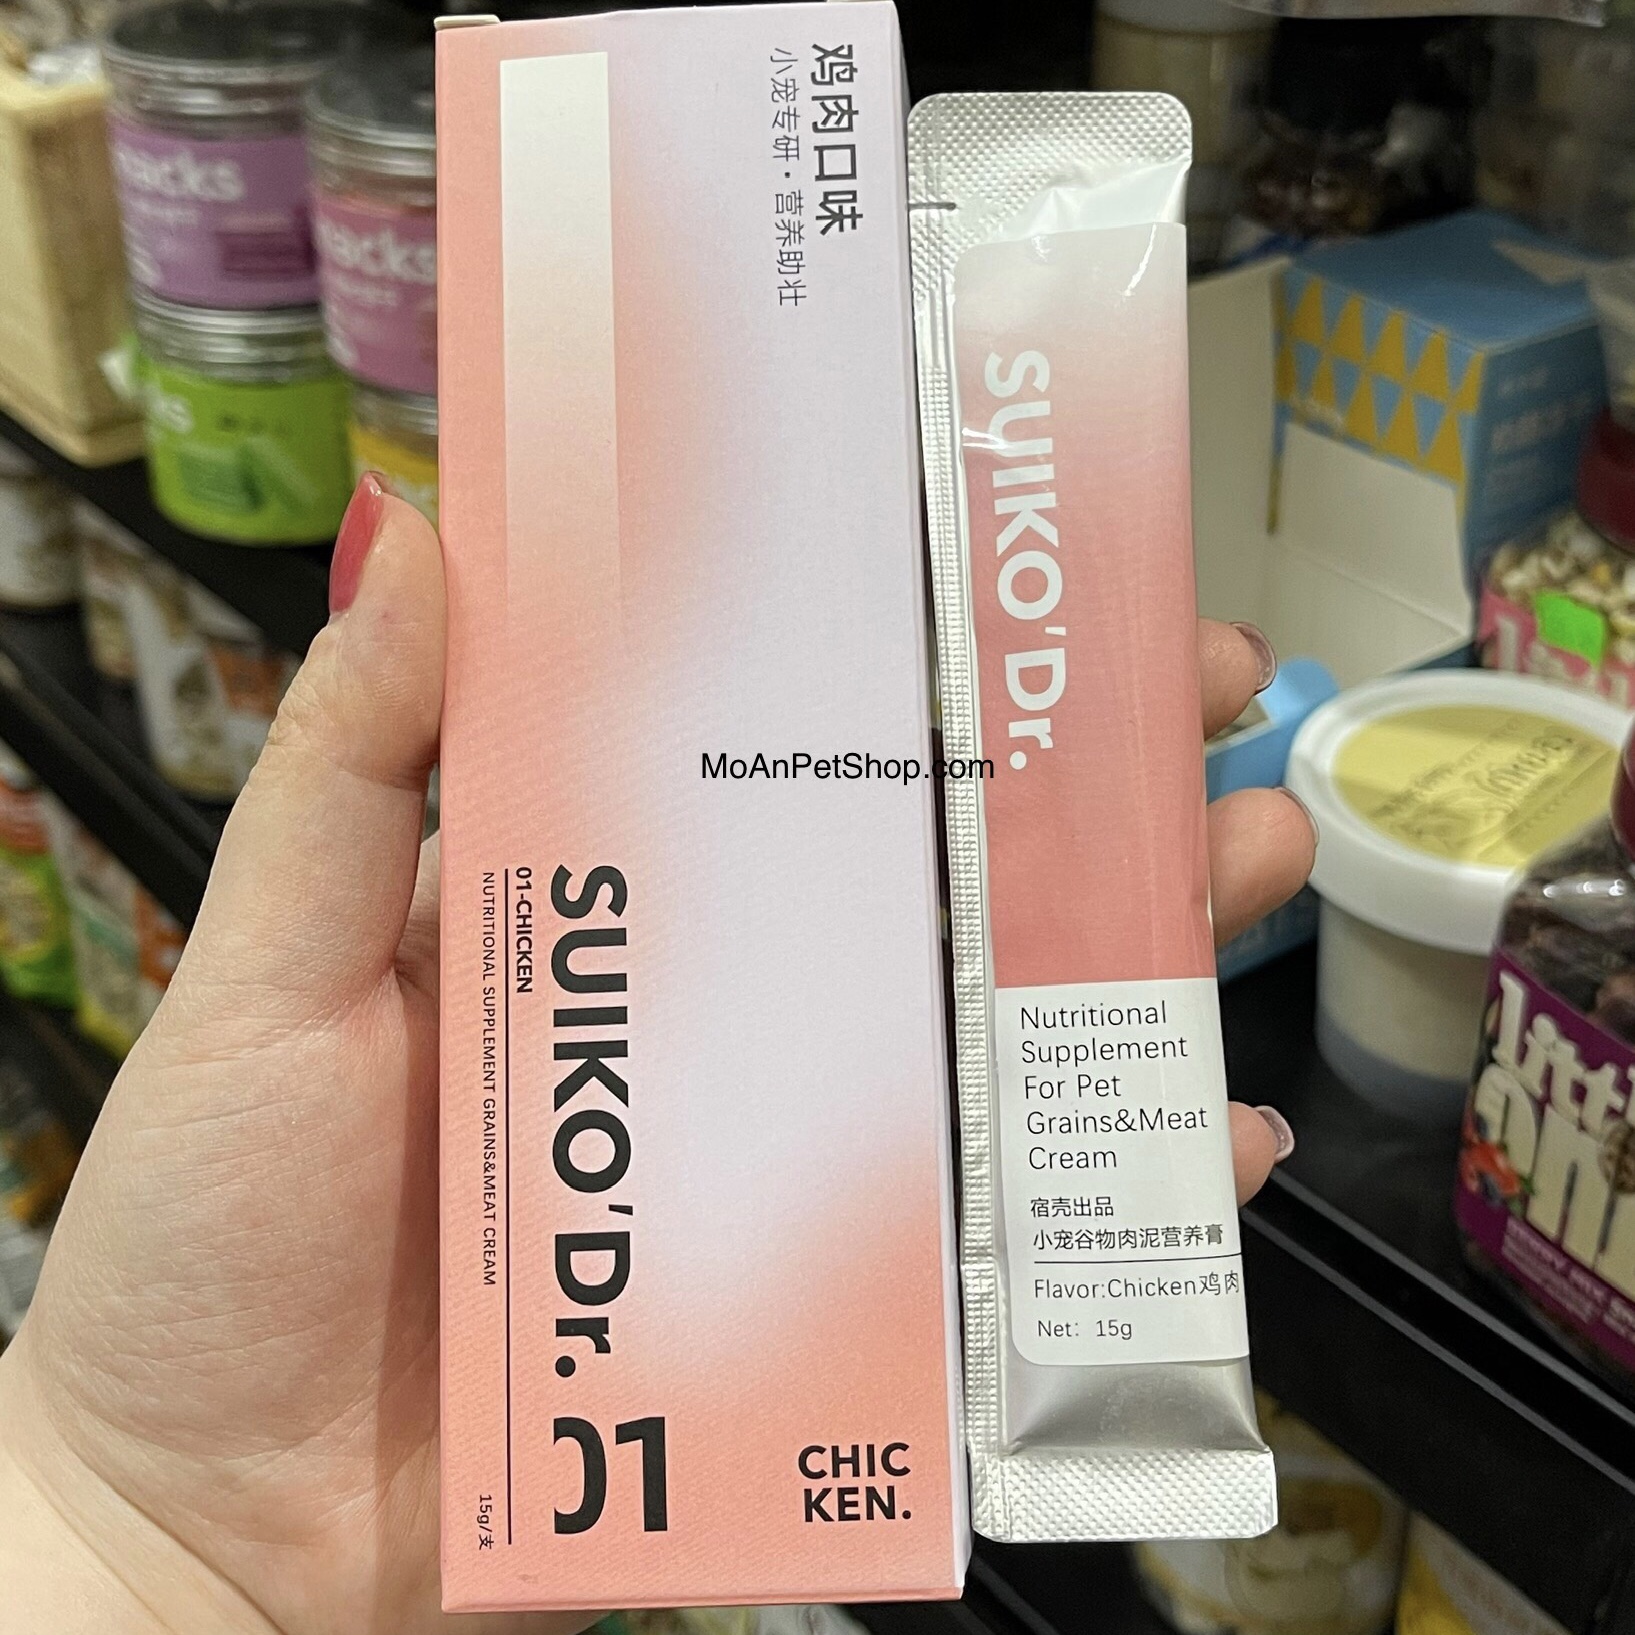 鸡肉口味
小宠专研·营养助壮
SUIKO'Dr.
01-CHICKEN
NUTRITIONAL SUPPLEMENT GRAINS&MEAT CREAM
15g/支
01
CHIC
KEN.
SUIKO'Dr.
Nutritional
Supplement
For Pet
Grains&Meat
Cream
宿壳出品
小宠谷物肉泥营养膏
Flavor:Chicken鸡肉
Net: 15g
MoAnPetShop.com